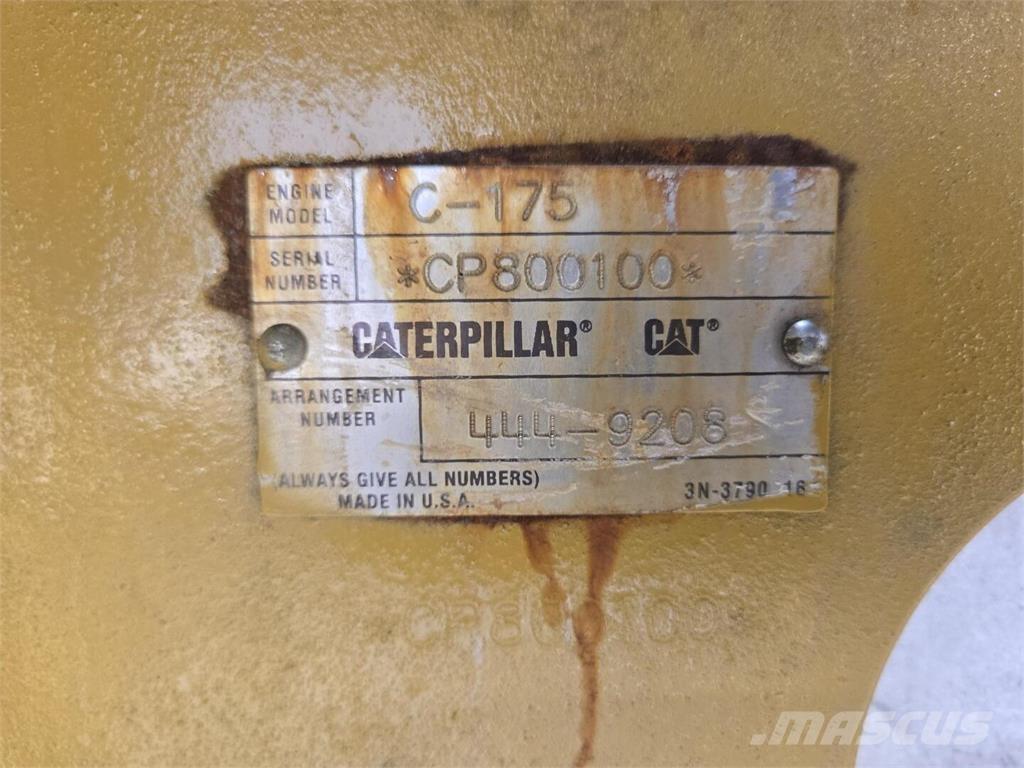 ENGINE MODEL C-175
SERIAL NUMBER *CP800100*
CATERPILLAR® CAT®
ARRANGEMENT NUMBER 444-9208
(ALWAYS GIVE ALL NUMBERS)
MADE IN U.S.A. 3N-3790 16
CP800100
MASCUS